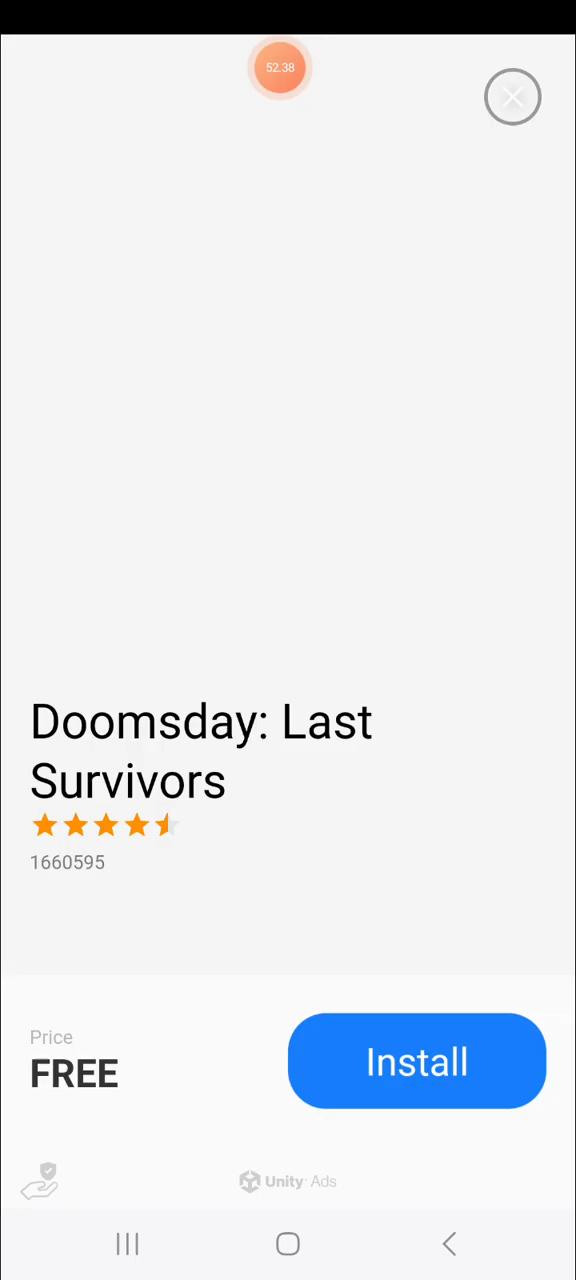 52.38
Doomsday: Last
Survivors
1660595
Price
FREE
Install
Unity Ads